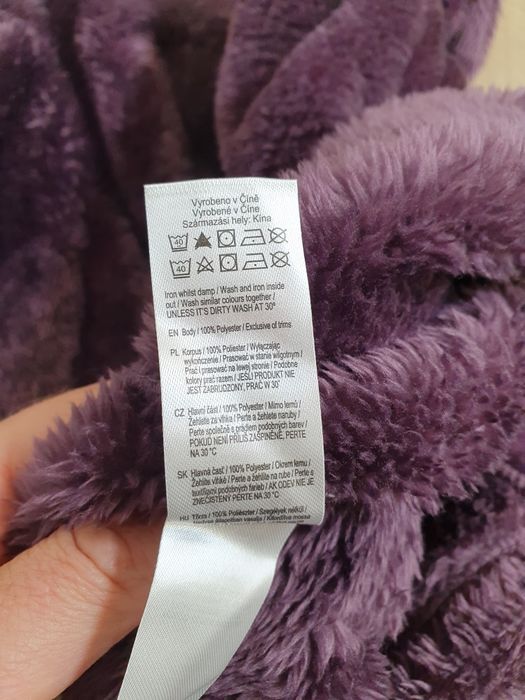 Vyrobeno v Číně
Vyrobené v Číne
Származási hely: Kína
40
40
Iron whilst damp / Wash and iron inside
out / Wash similar colours together /
UNLESS IT'S DIRTY WASH AT 30°
EN Body / 100% Polyester / Exclusive of trims
PL Korpus / 100% Poliester / Wyłączając
wykończenie / Prasować w stanie wilgotnym /
Prać i prasować na lewej stronie / Podobne
kolory prać razem / JEŚLI PRODUKT NIE
JEST ZABRUDZONY, PRAĆ W 30°
CZ Hlavní část / 100% Polyester / Mimo lemů /
Žehlete za vlhka / Perte a žehlete naruby /
Perte společně s prádlem podobných barev /
POKUD NENÍ PŘÍLIŠ ZAŠPINĚNÉ, PERTE
NA 30 °C
SK Hlavná časť / 100% Polyester / Okrem lemu /
Žehlite vlhké / Perte a žehlite na rube / Perte s
textíliami podobných farieb / AK ODEV NIE JE
ZNEČISTENÝ PERTE NA 30 °C
HU Törzs / 100% Poliészter / Szegélyek nélkül /